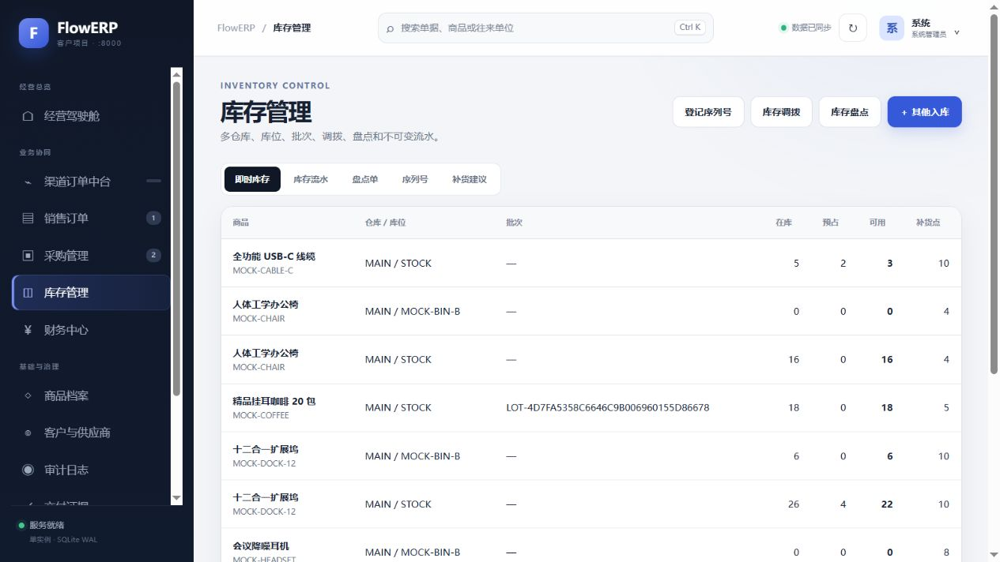 FlowERP
客户项目 · :8000
经营总览
经营驾驶舱
业务协同
渠道订单中台
销售订单 1
采购管理 2
库存管理
¥ 财务中心
基础与治理
商品档案
客户与供应商
审计日志
交付证据
服务就绪
单实例 · SQLite WAL
FlowERP / 库存管理
搜索单据、商品或往来单位 Ctrl K
数据已同步
系
系统
系统管理员
INVENTORY CONTROL
库存管理
多仓库、库位、批次、调拨、盘点和不可变流水。
登记序列号 库存调拨 库存盘点 + 其他入库
即时库存 库存流水 盘点单 序列号 补货建议
商品 仓库 / 库位 批次 在库 预占 可用 补货点
全功能 USB-C 线缆
MOCK-CABLE-C
MAIN / STOCK — 5 2 3 10
人体工学办公椅
MOCK-CHAIR
MAIN / MOCK-BIN-B — 0 0 0 4
人体工学办公椅
MOCK-CHAIR
MAIN / STOCK — 16 0 16 4
精品挂耳咖啡 20 包
MOCK-COFFEE
MAIN / STOCK LOT-4D7FA5358C6646C9B006960155D86678 18 0 18 5
十二合一扩展坞
MOCK-DOCK-12
MAIN / MOCK-BIN-B — 6 0 6 10
十二合一扩展坞
MOCK-DOCK-12
MAIN / STOCK — 26 4 22 10
会议降噪耳机
MOCK-HEADSET
MAIN / MOCK-BIN-B — 0 0 0 8